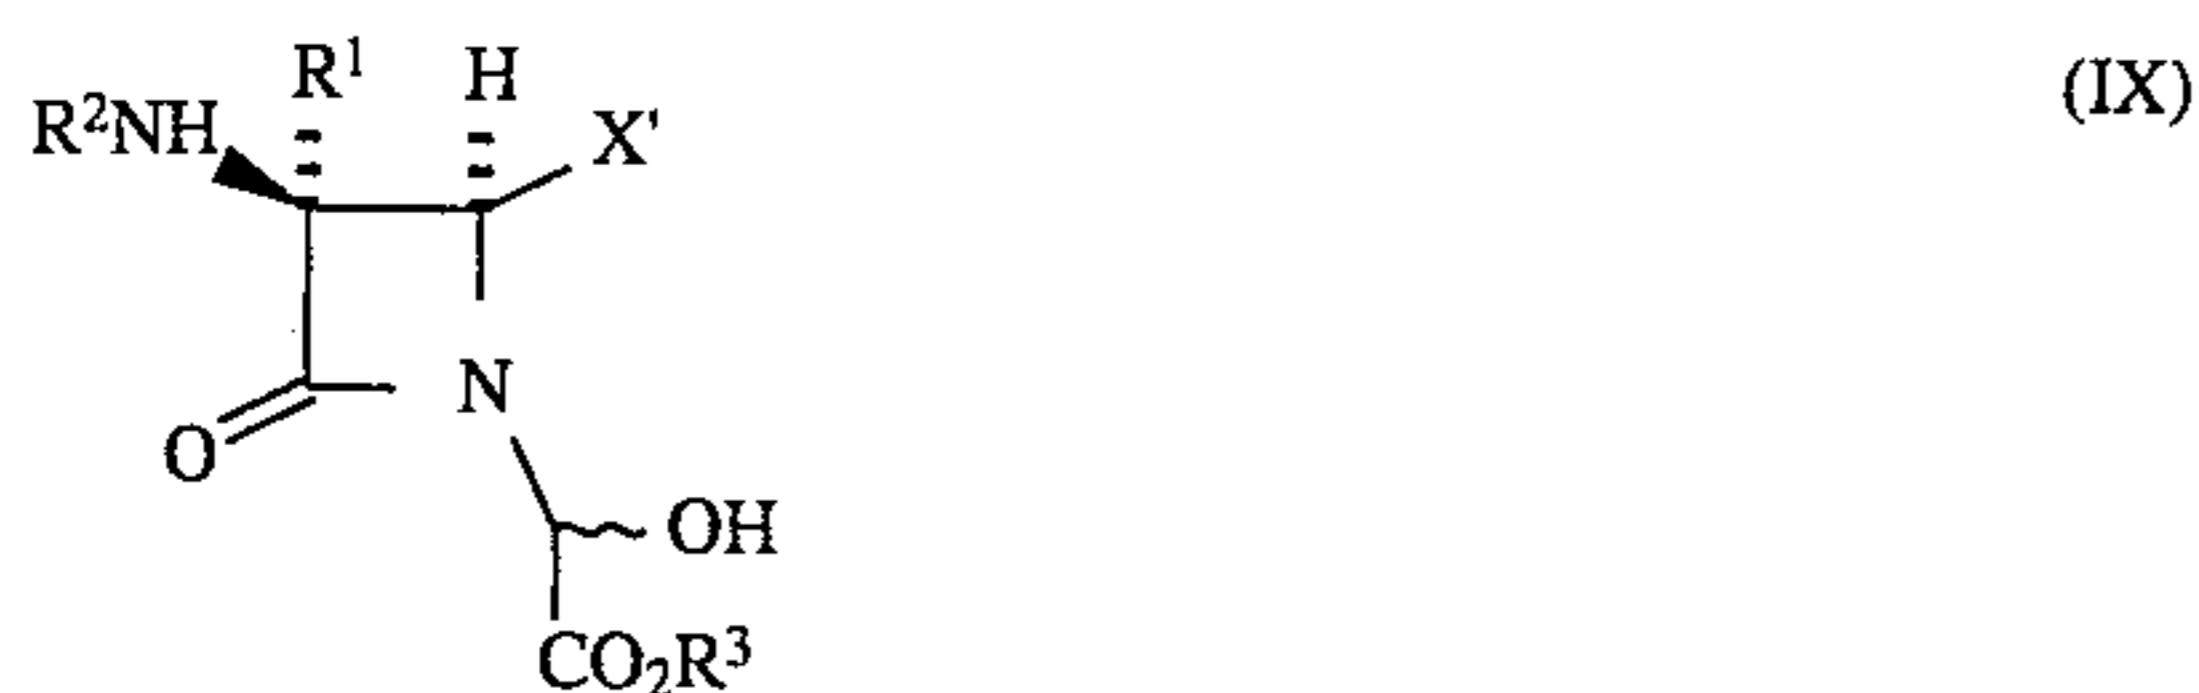 R¹ H (IX)
R²NH X'
N
O
OH
CO₂R³